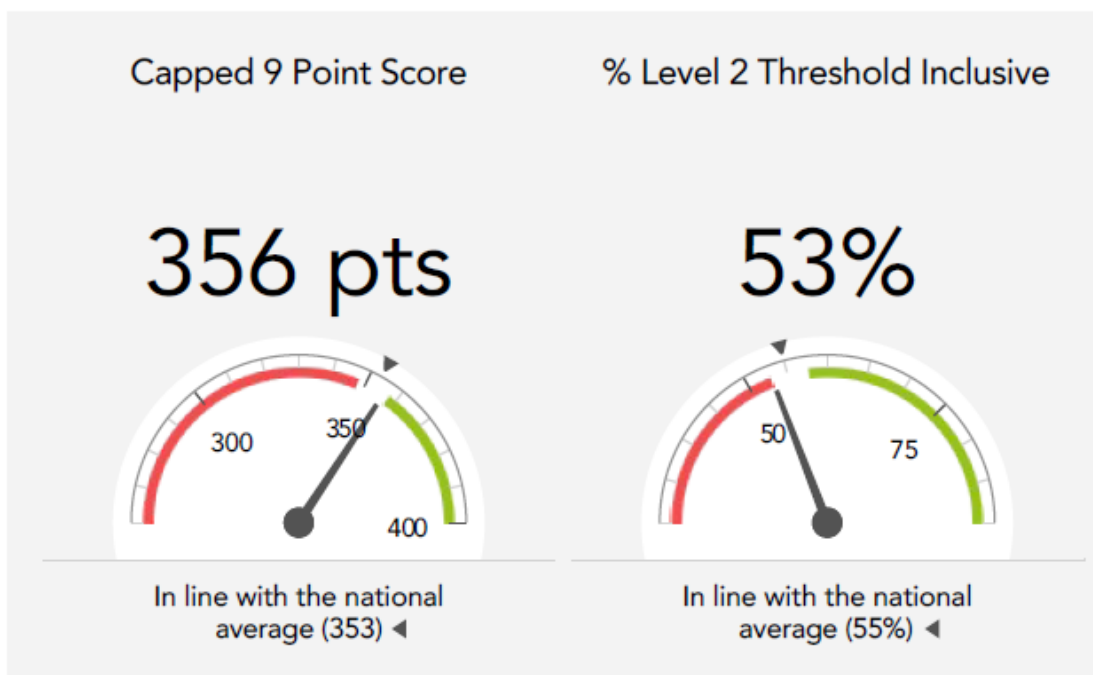 Capped 9 Point Score
356 pts
300
350
400
In line with the national
average (353)
% Level 2 Threshold Inclusive
53%
50
75
In line with the national
average (55%)